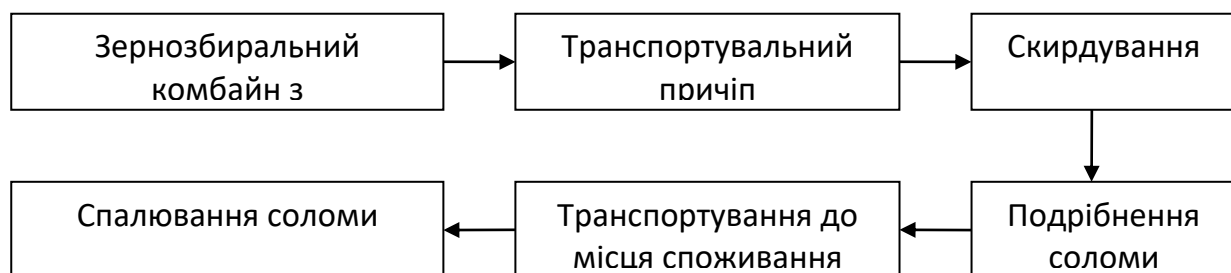 Зернозбиральний
комбайн з
Транспортувальний
причіп
Скирдування
Спалювання соломи
Транспортування до
місця споживання
Подрібнення
соломи